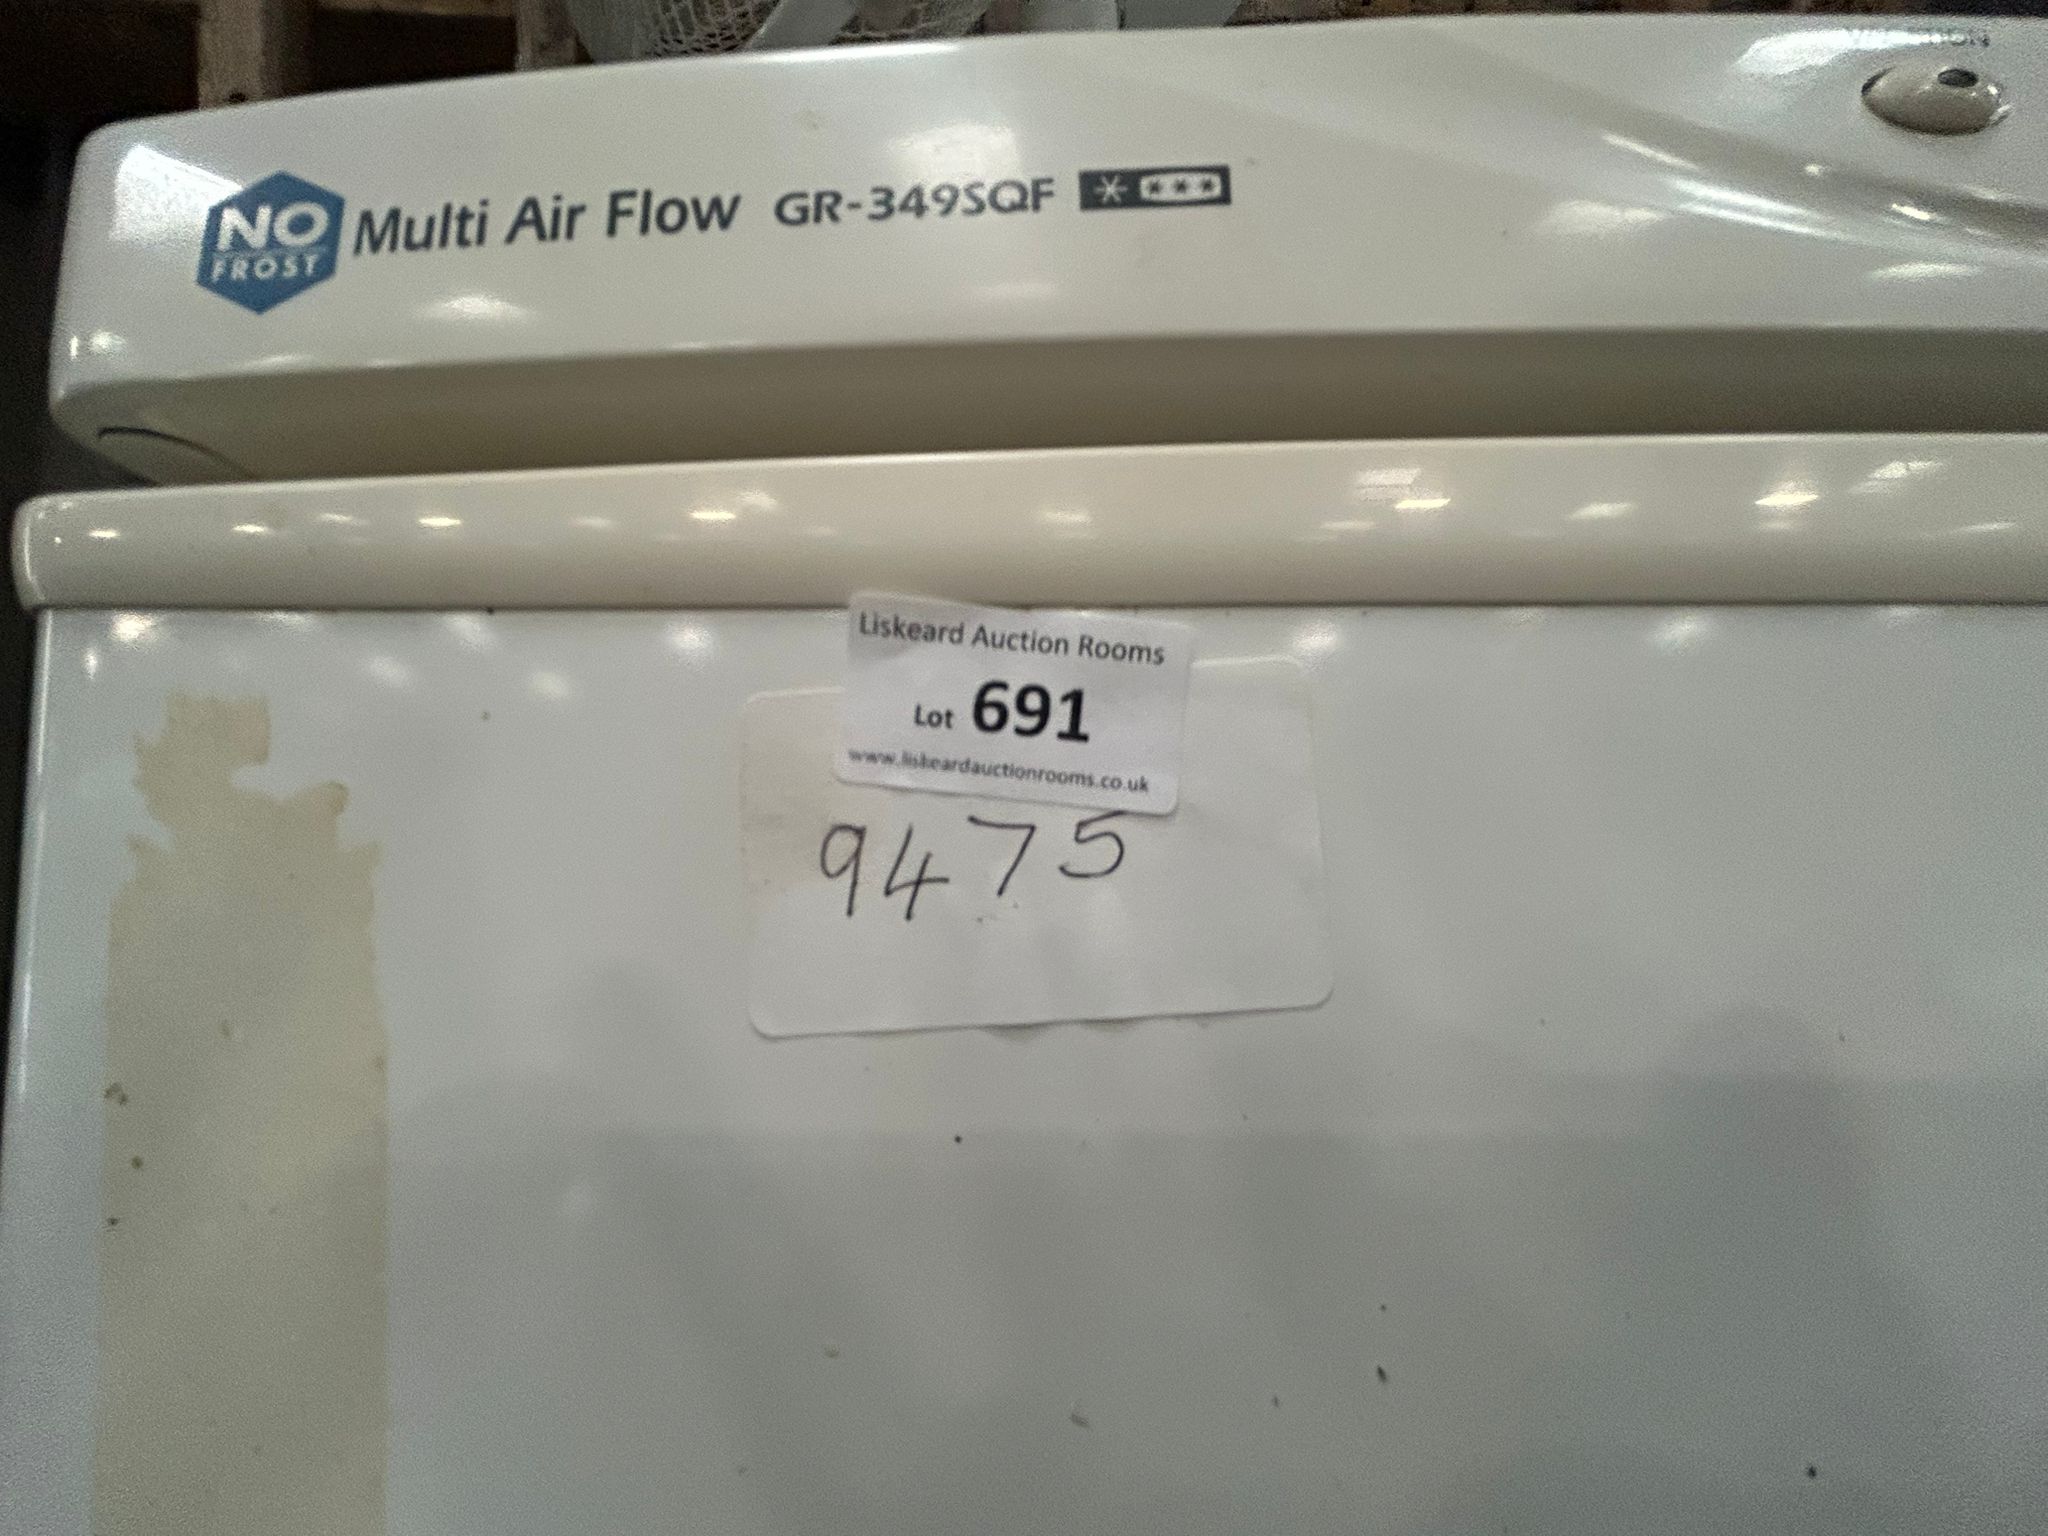 NO
FROST
Multi Air Flow GR-349SQF
Liskeard Auction Rooms
Lot 691
www.liskeardauctionrooms.co.uk
9475